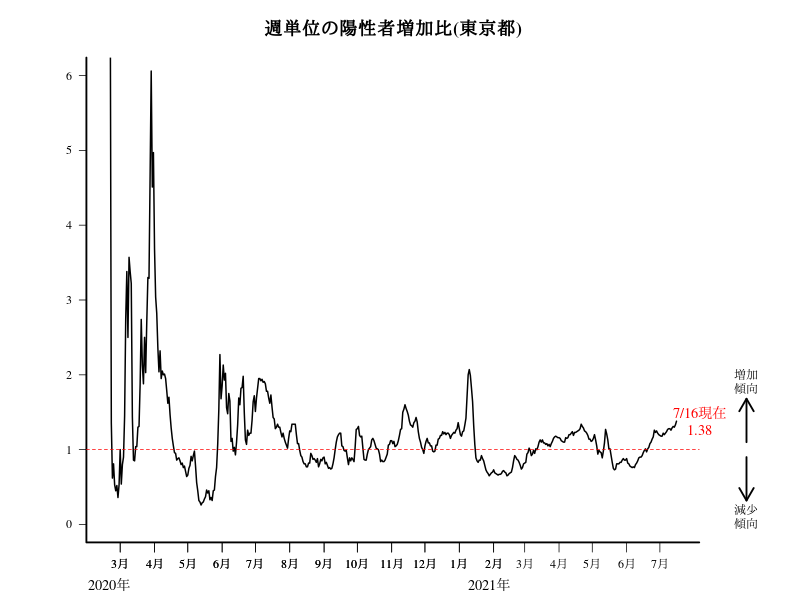 週単位の陽性者増加比(東京都)
6
5
4
3
2
1
0
増加
傾向
7/16現在
1.38
減少
傾向
3月 4月 5月 6月 7月 8月 9月 10月 11月 12月 1月 2月 3月 4月 5月 6月 7月
2020年 2021年